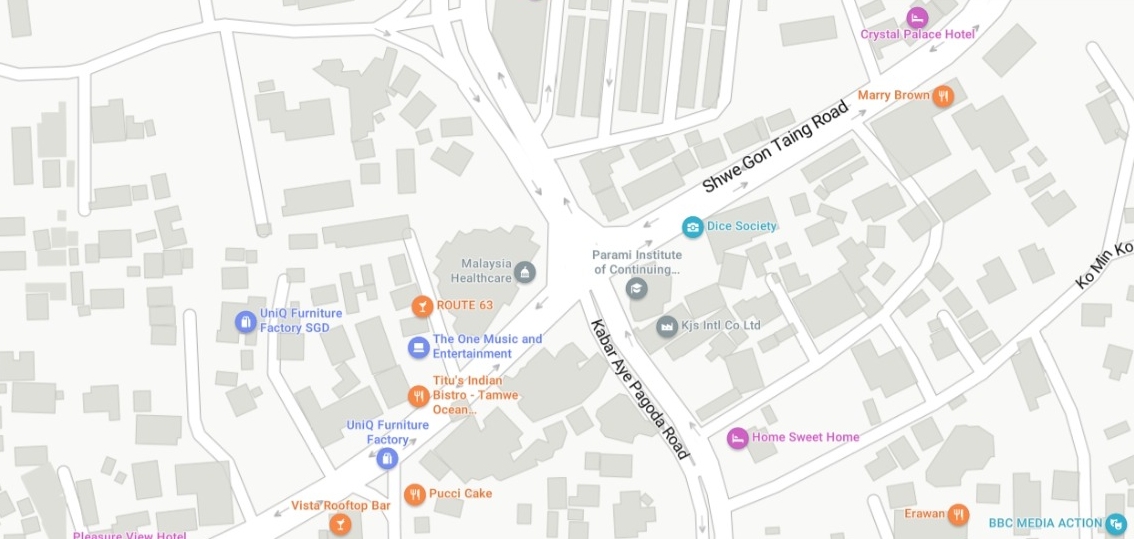 Crystal Palace Hotel
Marry Brown
Shwe Gon Taing Road
Dice Society
Parami Institute
of Continuing...
Malaysia
Healthcare
Ko Min Ko
ROUTE 63
UniQ Furniture
Factory SGD
Kjs Intl Co Ltd
The One Music and
Entertainment
Kabar Aye Pagoda Road
Titu's Indian
Bistro - Tamwe
Ocean...
UniQ Furniture
Factory
Home Sweet Home
Pucci Cake
Vista Rooftop Bar
Erawan
BBC MEDIA ACTION
Pleasure View Hotel